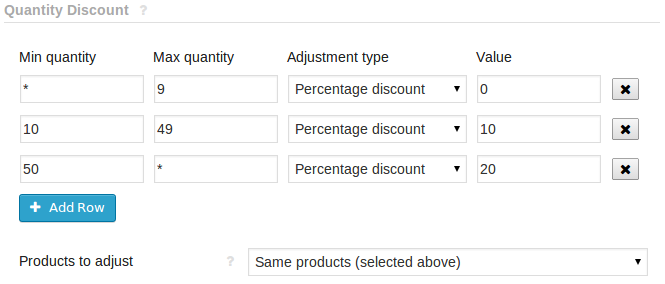 Quantity Discount ?
Min quantity Max quantity Adjustment type Value
* 9 Percentage discount 0
10 49 Percentage discount 10
50 * Percentage discount 20
+ Add Row
Products to adjust ? Same products (selected above)